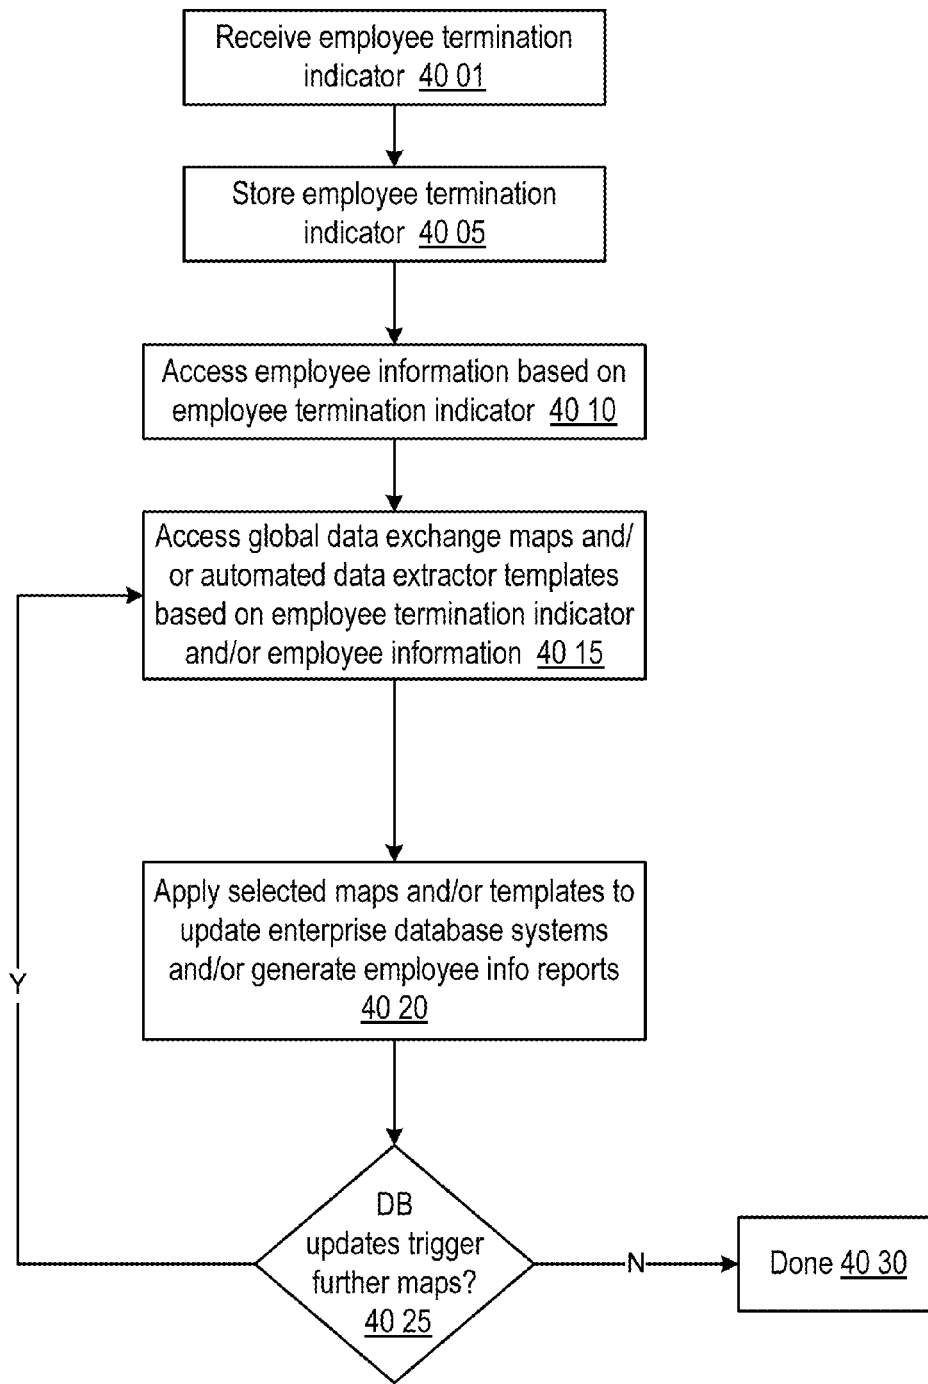 Receive employee termination
indicator 40 01
Store employee termination
indicator 40 05
Access employee information based on
employee termination indicator 40 10
Access global data exchange maps and/
or automated data extractor templates
based on employee termination indicator
and/or employee information 40 15
Apply selected maps and/or templates to
update enterprise database systems
and/or generate employee info reports
40 20
Y
DB
updates trigger
further maps?
40 25
N
Done 40 30